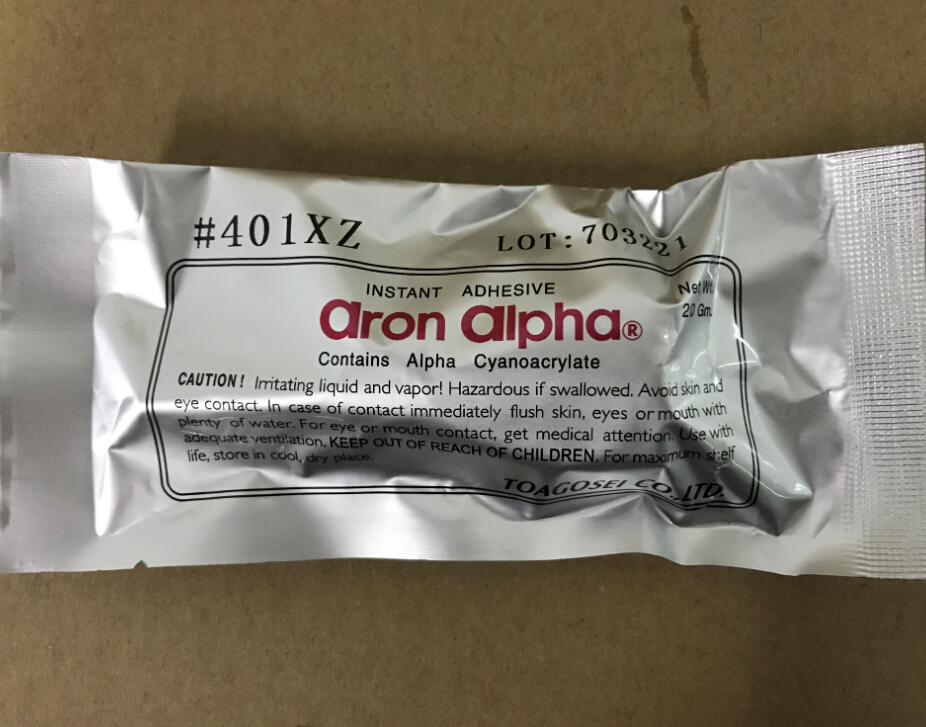 #401XZ
LOT: 703221
INSTANT ADHESIVE
Net Wt.
aron alpha®
20 Gm.
Contains Alpha Cyanoacrylate
CAUTION! Irritating liquid and vapor! Hazardous if swallowed. Avoid skin and
eye contact. In case of contact immediately flush skin, eyes or mouth with
plenty of water. For eye or mouth contact, get medical attention. Use with
adequate ventilation. KEEP OUT OF REACH OF CHILDREN. For maximum shelf
life, store in cool, dry place.
TOAGOSEI CO., LTD.